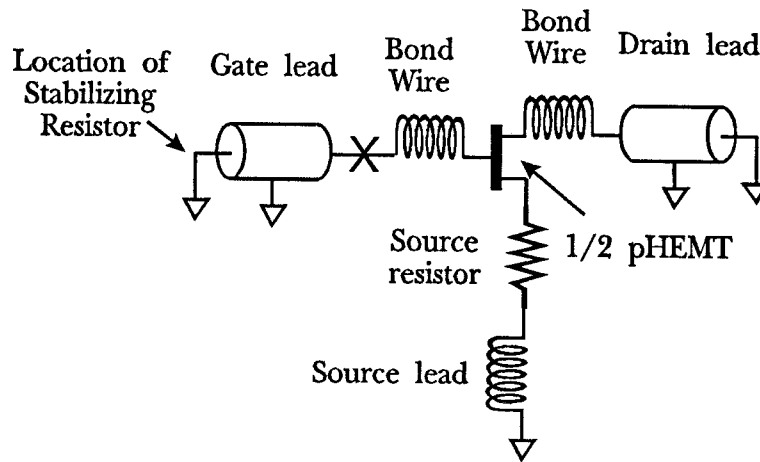 Location of
Stabilizing
Resistor
Gate lead
Bond
Wire
Bond
Wire
Drain lead
Source
resistor
1/2 pHEMT
Source lead